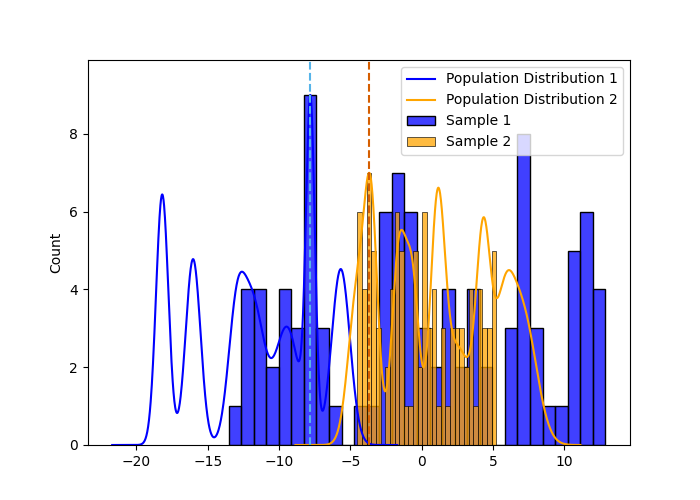 Population Distribution 1
Population Distribution 2
Sample 1
Sample 2
Count
8
6
4
2
0
−20 −15 −10 −5 0 5 10